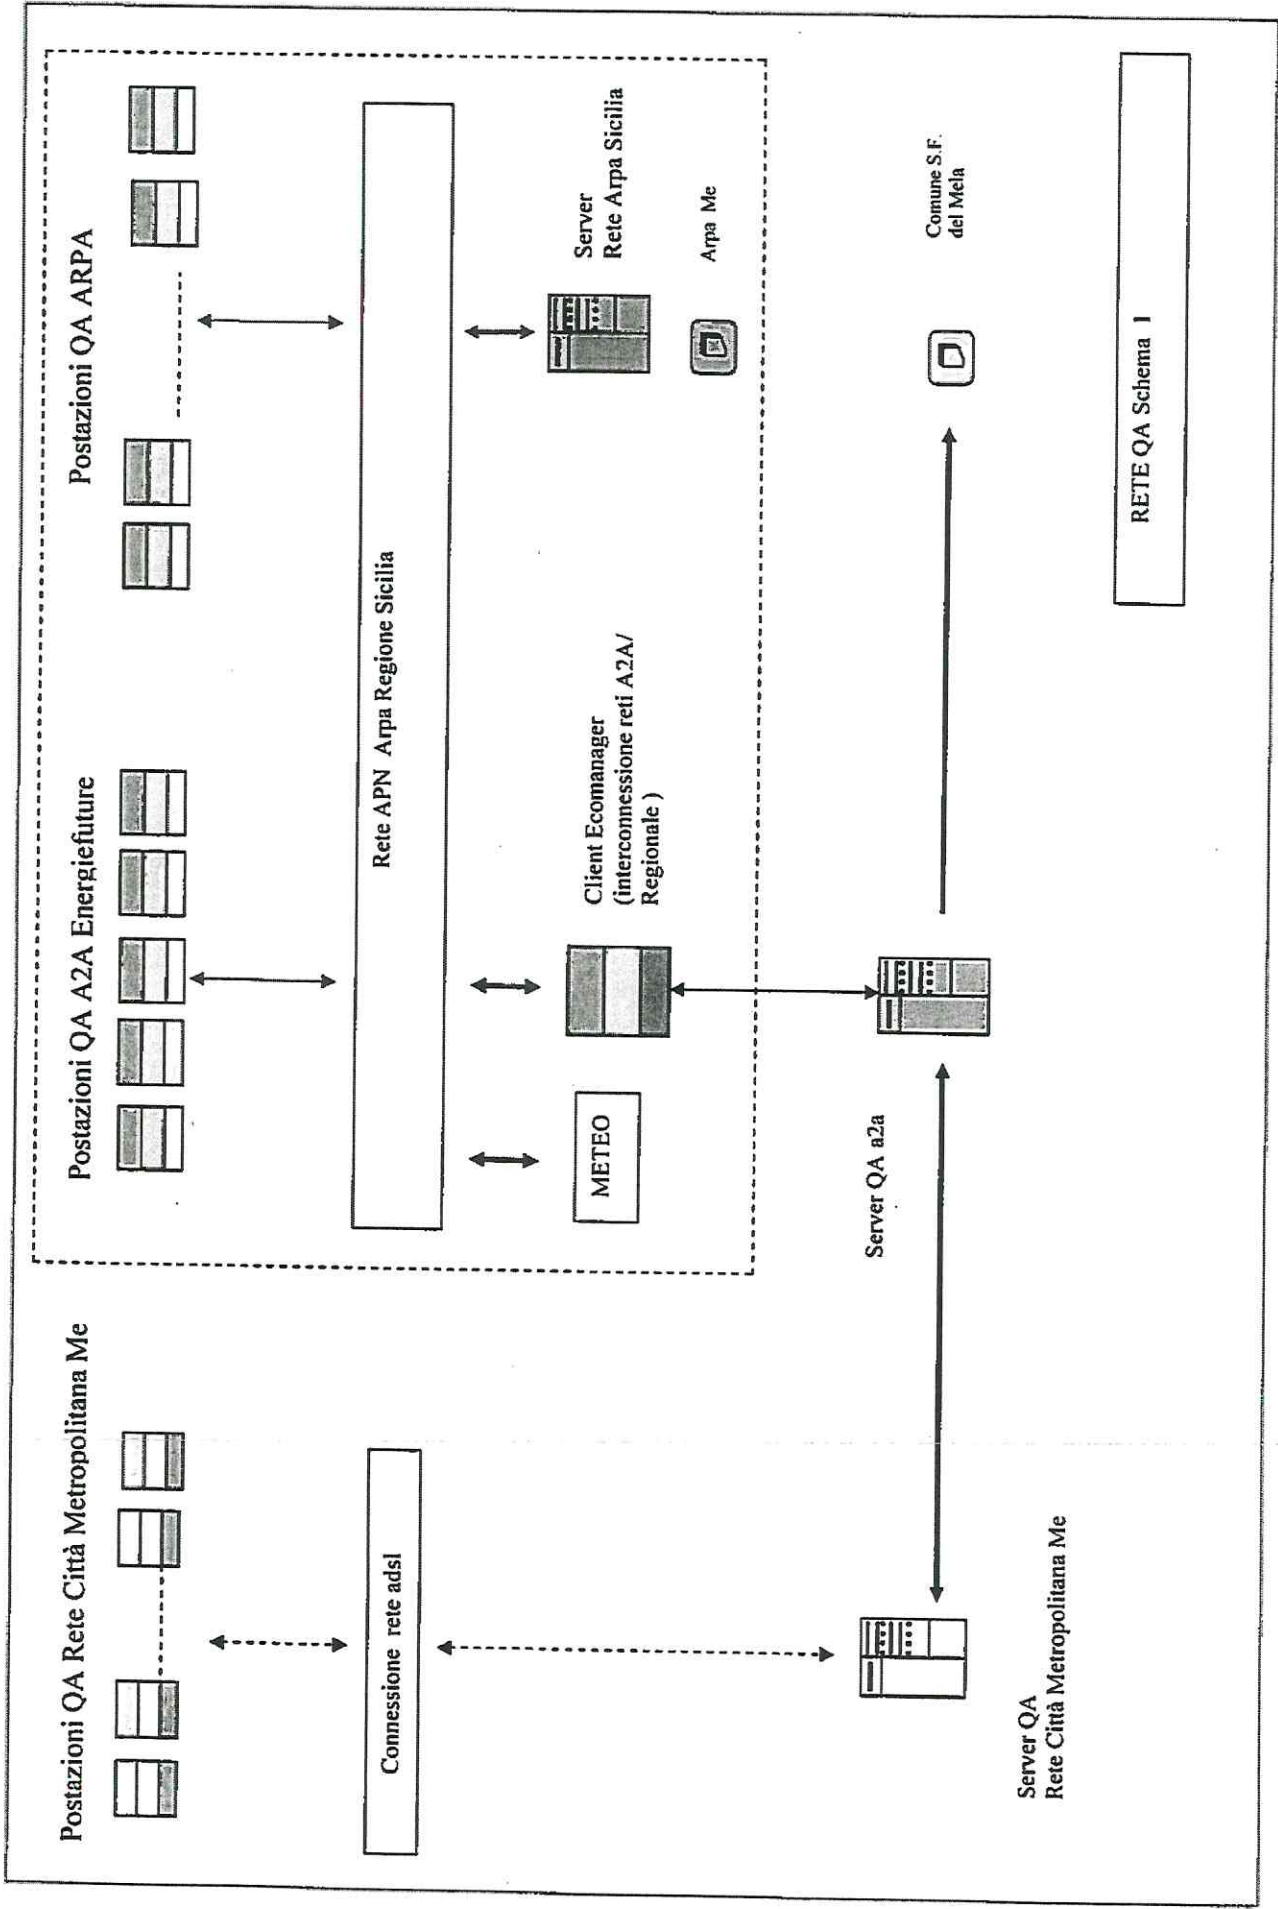 Postazioni QA Rete Città Metropolitana Me
Postazioni QA A2A Energiefuture
Postazioni QA ARPA
Connessione rete adsl
Rete APN Arpa Regione Sicilia
METEO
Client Ecomanager
(interconnessione reti A2A/
Regionale )
Server
Rete Arpa Sicilia
Arpa Me
Server QA a2a
Comune S.F.
del Mela
Server QA
Rete Città Metropolitana Me
RETE QA Schema 1